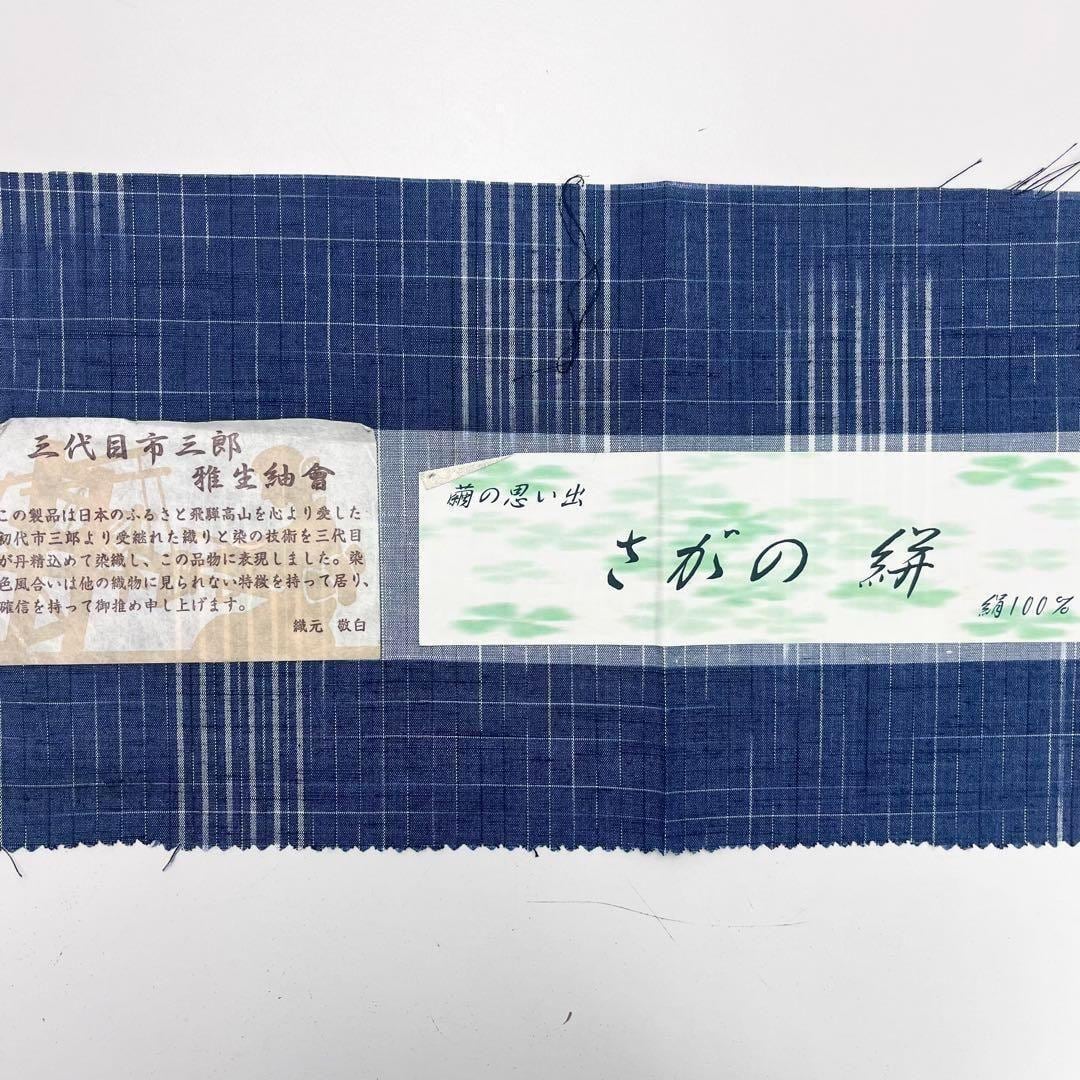 三代目市三郎
雅生紬會
この製品は日本のふるさと飛騨高山を心より愛した
初代市三郎より受継れた織りと染の技術を三代目
が丹精込めて染織し、この品物に表現しました。染
色風合いは他の織物に見られない特徴を持って居り、
確信を持って御推め申し上げます。
織元 敬白
繭の思い出
さがの絣
絹100%